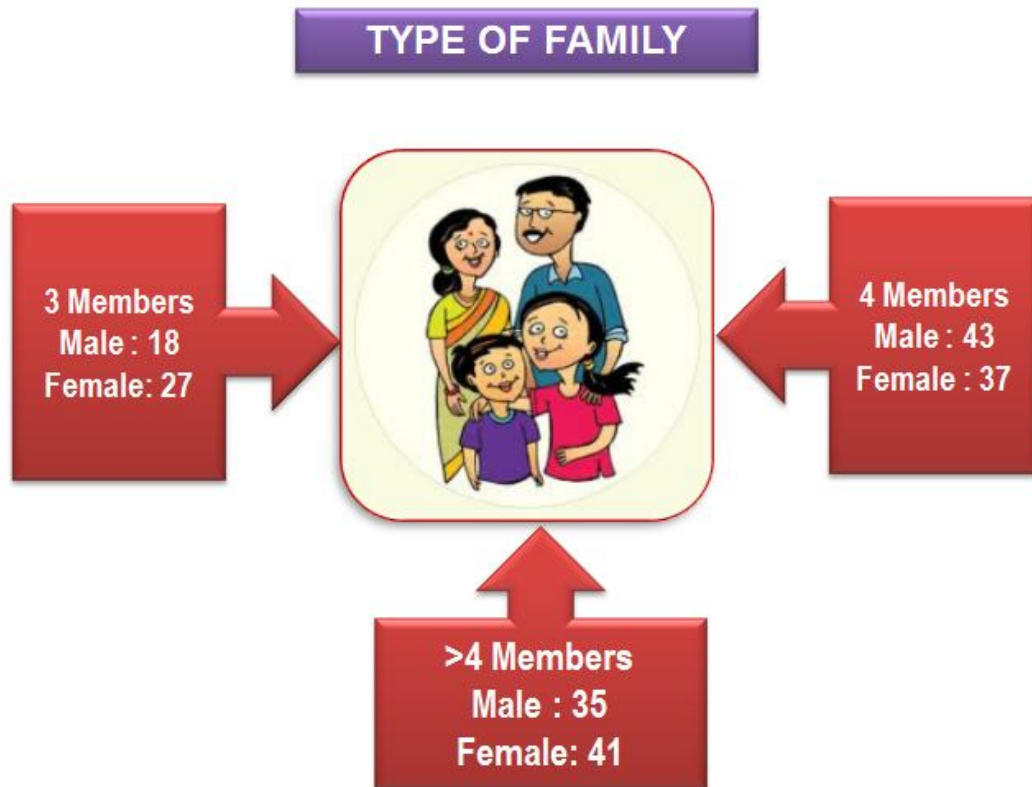 TYPE OF FAMILY
3 Members
Male : 18
Female: 27
4 Members
Male : 43
Female : 37
>4 Members
Male : 35
Female: 41